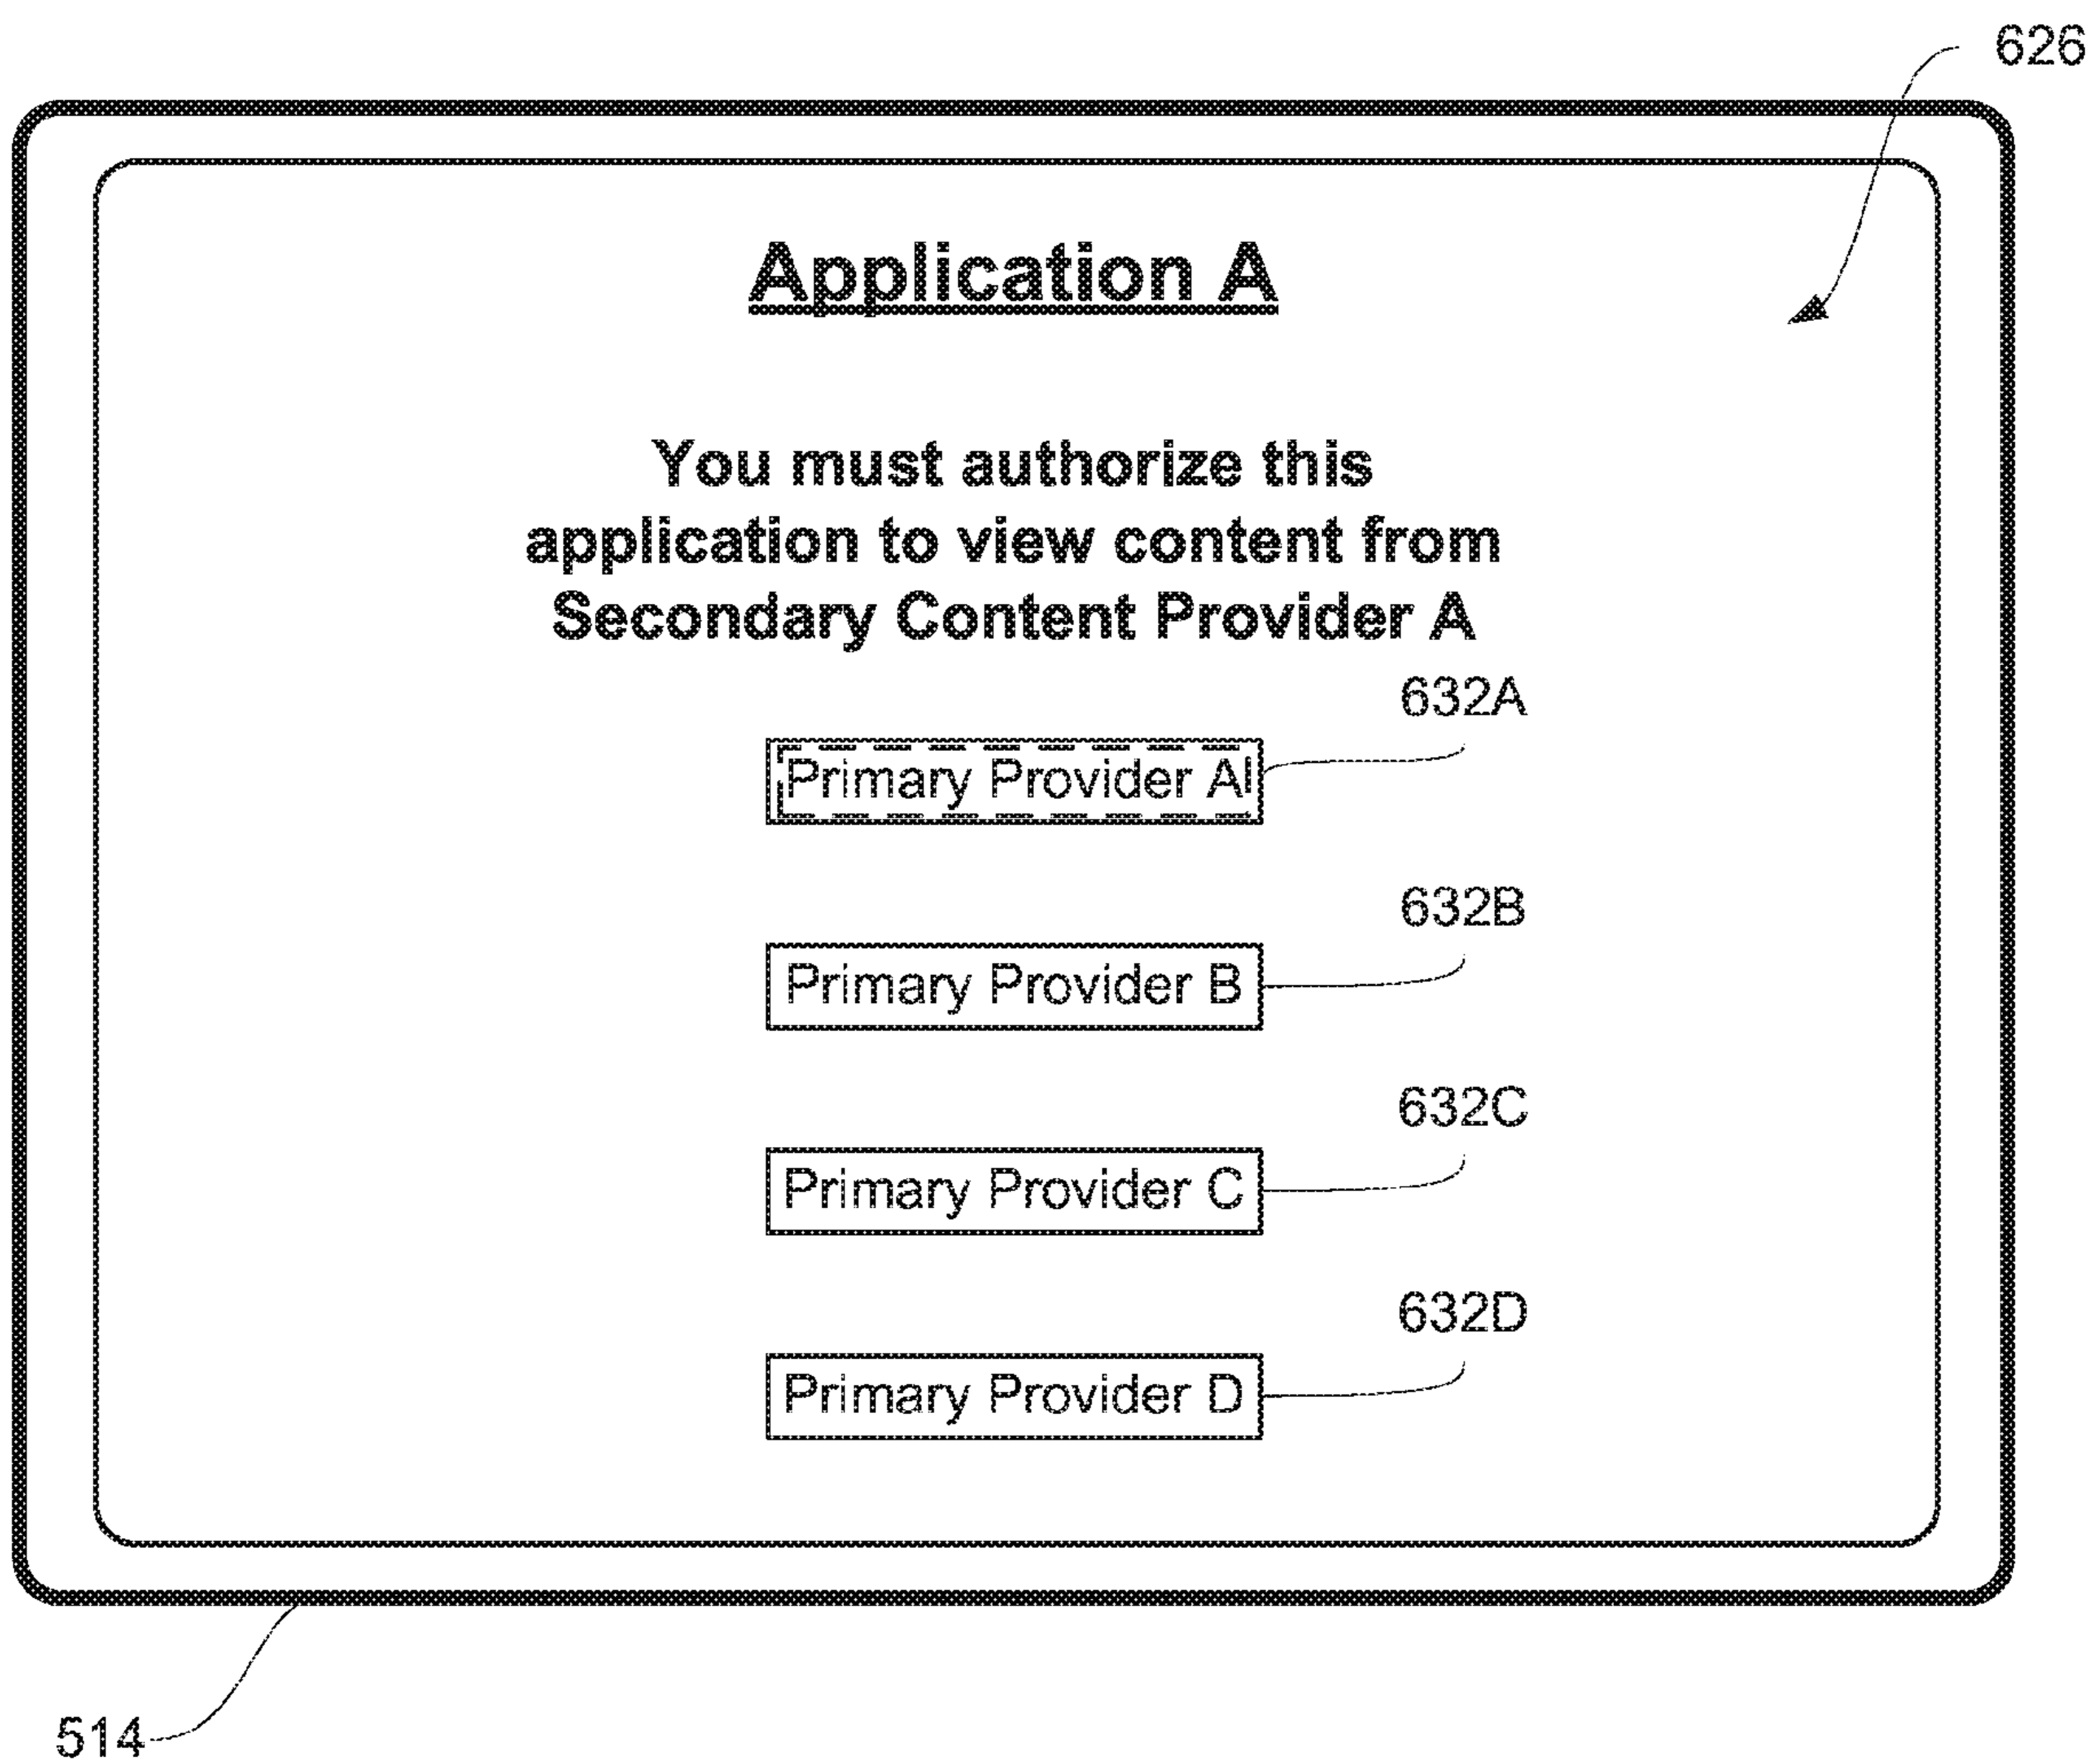 626
Application A
You must authorize this
application to view content from
Secondary Content Provider A
632A
Primary Provider A
632B
Primary Provider B
632C
Primary Provider C
632D
Primary Provider D
514